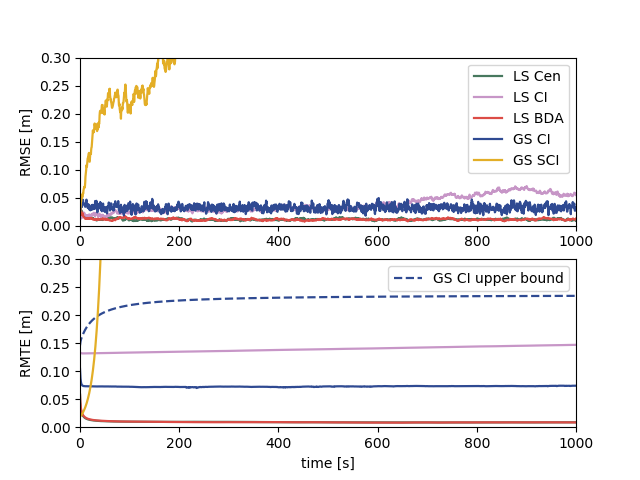 RMSE [m]
0.30
0.25
0.20
0.15
0.10
0.05
0.00
LS Cen
LS CI
LS BDA
GS CI
GS SCI
0 200 400 600 800 1000
RMTE [m]
0.30
0.25
0.20
0.15
0.10
0.05
0.00
GS CI upper bound
0 200 400 600 800 1000
time [s]